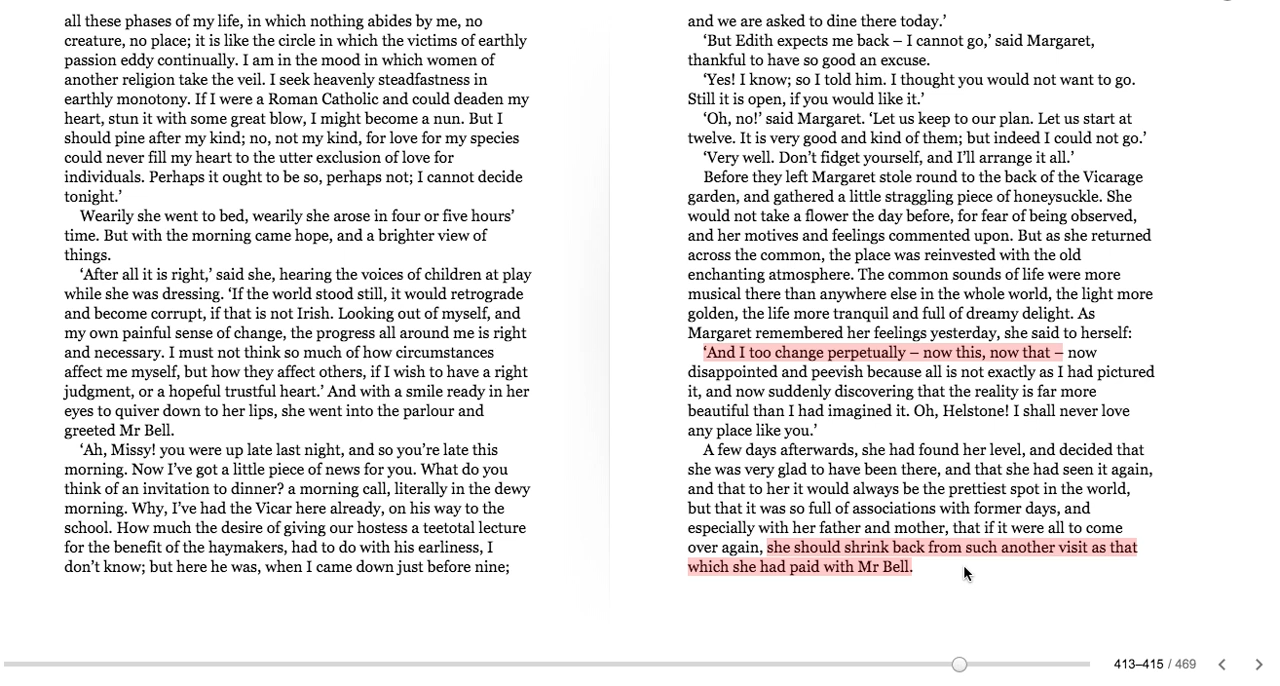 all these phases of my life, in which nothing abides by me, no
creature, no place; it is like the circle in which the victims of earthly
passion eddy continually. I am in the mood in which women of
another religion take the veil. I seek heavenly steadfastness in
earthly monotony. If I were a Roman Catholic and could deaden my
heart, stun it with some great blow, I might become a nun. But I
should pine after my kind; no, not my kind, for love for my species
could never fill my heart to the utter exclusion of love for
individuals. Perhaps it ought to be so, perhaps not; I cannot decide
tonight.’
Wearily she went to bed, wearily she arose in four or five hours’
time. But with the morning came hope, and a brighter view of
things.
‘After all it is right,’ said she, hearing the voices of children at play
while she was dressing. ‘If the world stood still, it would retrograde
and become corrupt, if that is not Irish. Looking out of myself, and
my own painful sense of change, the progress all around me is right
and necessary. I must not think so much of how circumstances
affect me myself, but how they affect others, if I wish to have a right
judgment, or a hopeful trustful heart.’ And with a smile ready in her
eyes to quiver down to her lips, she went into the parlour and
greeted Mr Bell.
‘Ah, Missy! you were up late last night, and so you’re late this
morning. Now I’ve got a little piece of news for you. What do you
think of an invitation to dinner? a morning call, literally in the dewy
morning. Why, I’ve had the Vicar here already, on his way to the
school. How much the desire of giving our hostess a teetotal lecture
for the benefit of the haymakers, had to do with his earliness, I
don’t know; but here he was, when I came down just before nine;
and we are asked to dine there today.’
‘But Edith expects me back – I cannot go,’ said Margaret,
thankful to have so good an excuse.
‘Yes! I know; so I told him. I thought you would not want to go.
Still it is open, if you would like it.’
‘Oh, no!’ said Margaret. ‘Let us keep to our plan. Let us start at
twelve. It is very good and kind of them; but indeed I could not go.’
‘Very well. Don’t fidget yourself, and I’ll arrange it all.’
Before they left Margaret stole round to the back of the Vicarage
garden, and gathered a little straggling piece of honeysuckle. She
would not take a flower the day before, for fear of being observed,
and her motives and feelings commented upon. But as she returned
across the common, the place was reinvested with the old
enchanting atmosphere. The common sounds of life were more
musical there than anywhere else in the whole world, the light more
golden, the life more tranquil and full of dreamy delight. As
Margaret remembered her feelings yesterday, she said to herself:
‘And I too change perpetually – now this, now that – now
disappointed and peevish because all is not exactly as I had pictured
it, and now suddenly discovering that the reality is far more
beautiful than I had imagined it. Oh, Helstone! I shall never love
any place like you.’
A few days afterwards, she had found her level, and decided that
she was very glad to have been there, and that she had seen it again,
and that to her it would always be the prettiest spot in the world,
but that it was so full of associations with former days, and
especially with her father and mother, that if it were all to come
over again, she should shrink back from such another visit as that
which she had paid with Mr Bell.
413–415 / 469